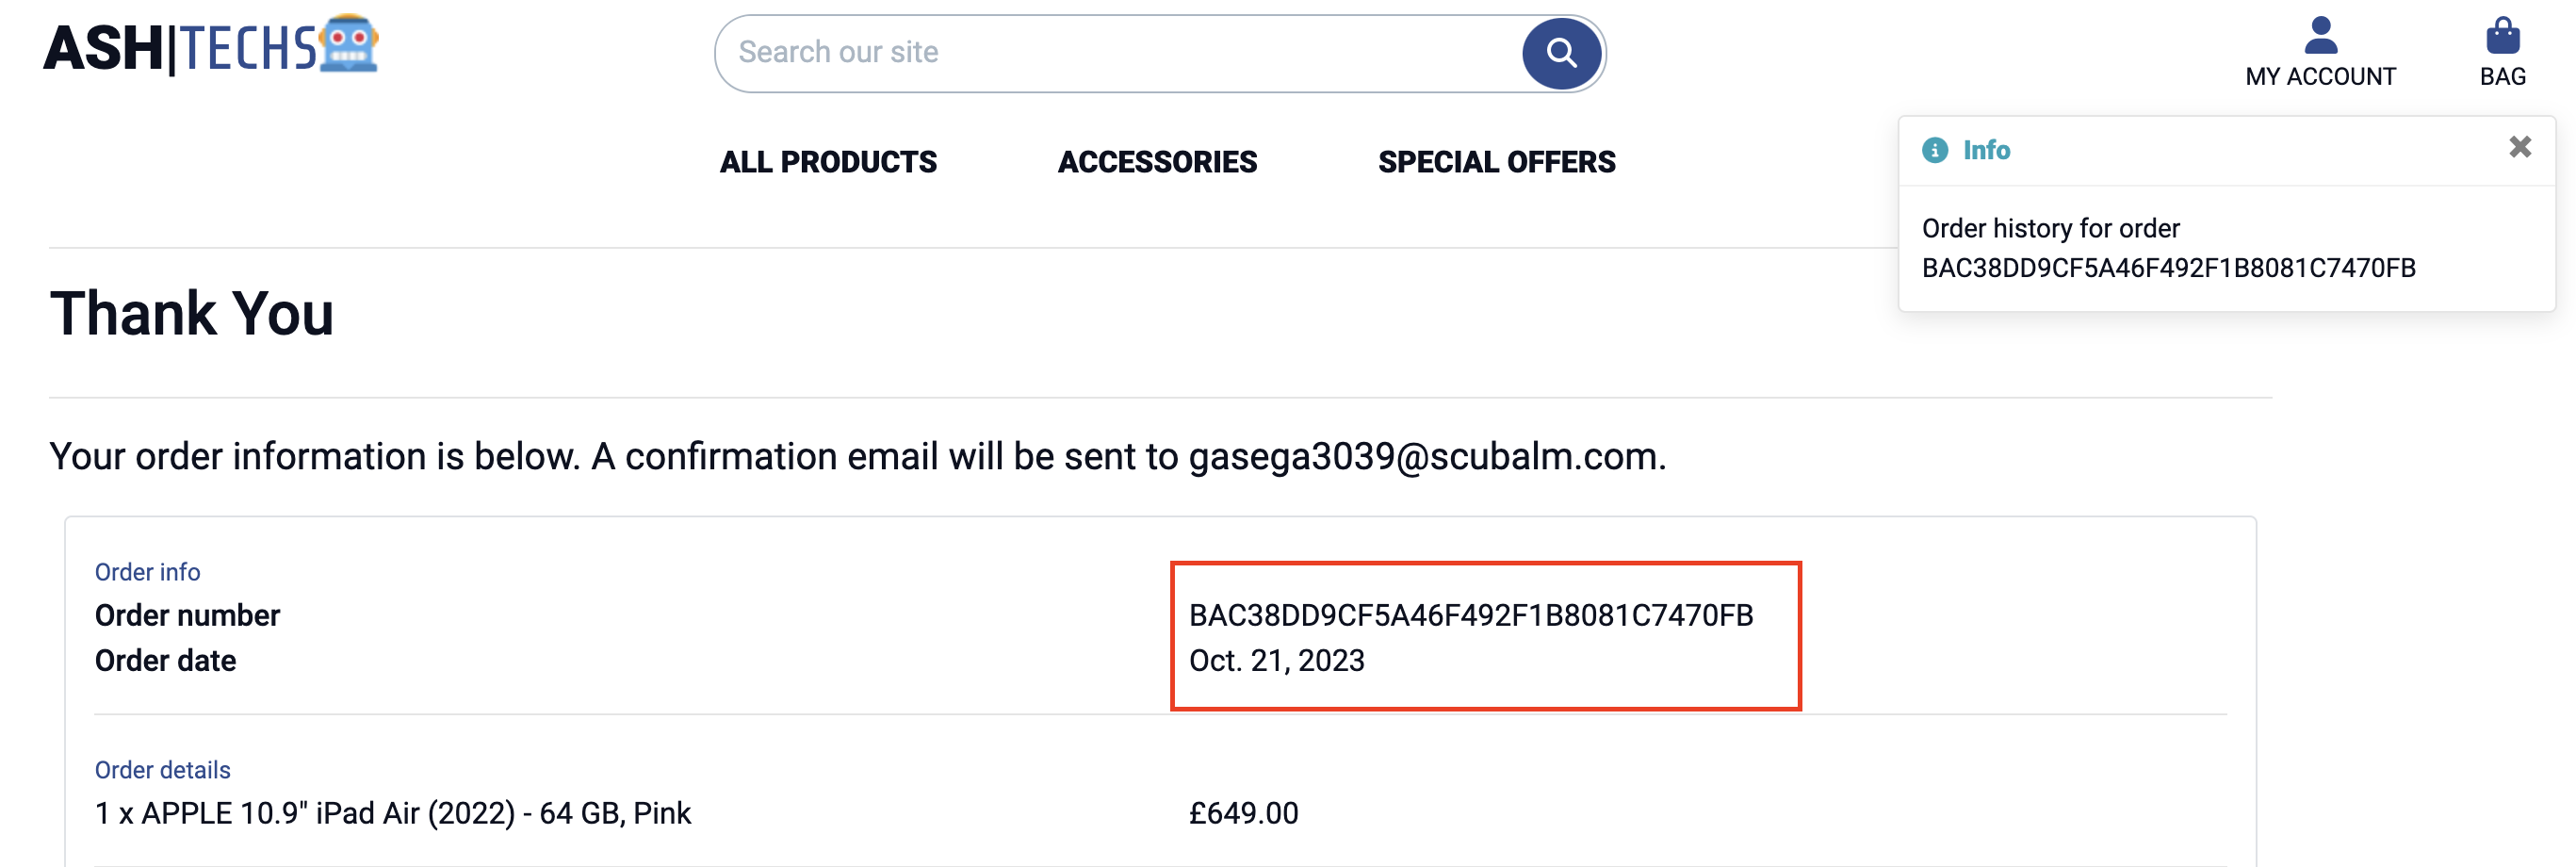 ASH|TECHS
Search our site
MY ACCOUNT
BAG
ALL PRODUCTS
ACCESSORIES
SPECIAL OFFERS
Info
Order history for order
BAC38DD9CF5A46F492F1B8081C7470FB
Thank You
Your order information is below. A confirmation email will be sent to gasega3039@scubalm.com.
Order info
Order number BAC38DD9CF5A46F492F1B8081C7470FB
Order date Oct. 21, 2023
Order details
1 x APPLE 10.9" iPad Air (2022) - 64 GB, Pink £649.00